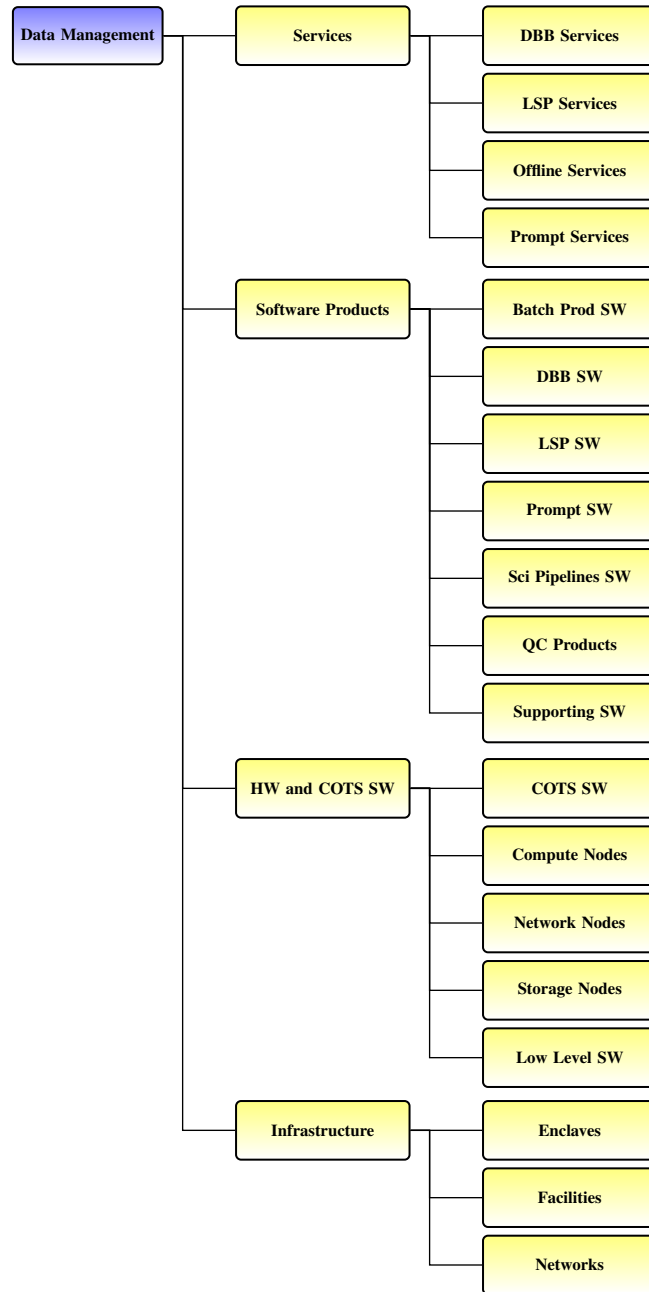 Data Management
Services
DBB Services
LSP Services
Offline Services
Prompt Services
Software Products
Batch Prod SW
DBB SW
LSP SW
Prompt SW
Sci Pipelines SW
QC Products
Supporting SW
HW and COTS SW
COTS SW
Compute Nodes
Network Nodes
Storage Nodes
Low Level SW
Infrastructure
Enclaves
Facilities
Networks